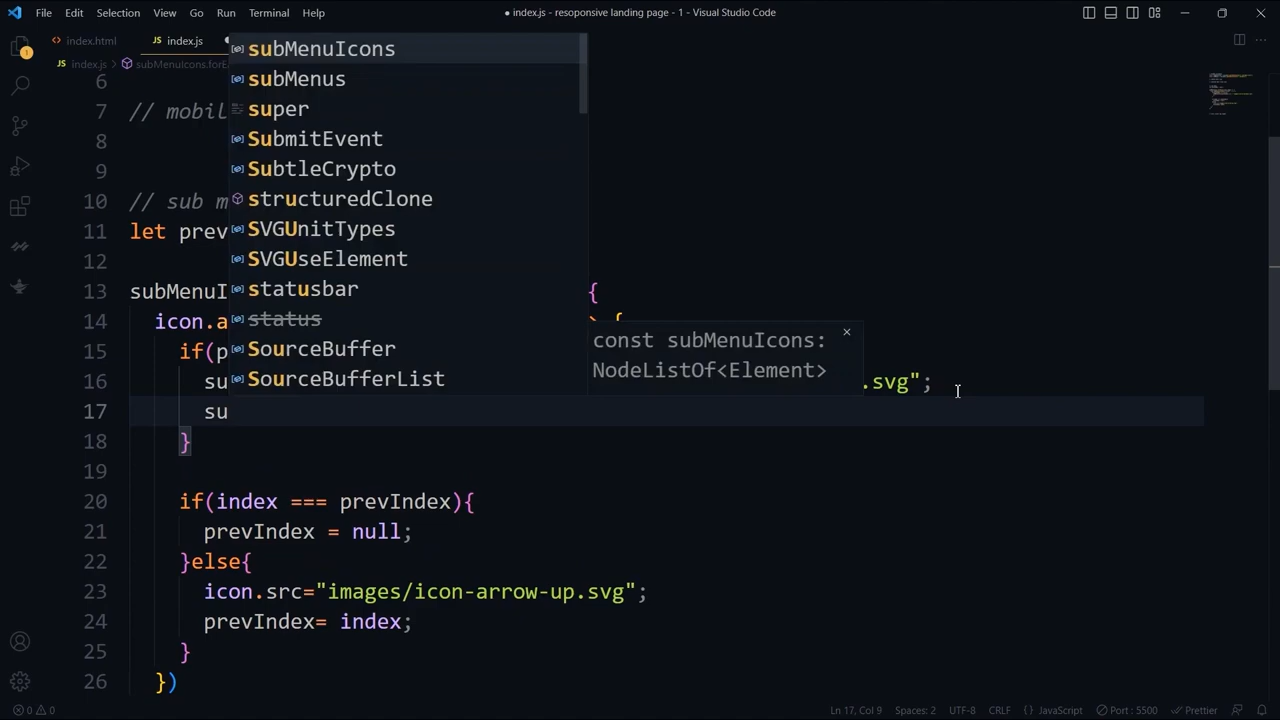 File Edit Selection View Go Run Terminal Help
● index.js - resoponsive landing page - 1 - Visual Studio Code
index.html
index.js
index.js > subMenuIcons.forE
6
7 // mobil
8
9
10 // sub m
11 let prev
12
13 subMenuI {
14 icon.a {
15 if(p
16 su .svg";
17 su
18 }
19
20 if(index === prevIndex){
21 prevIndex = null;
22 }else{
23 icon.src="images/icon-arrow-up.svg";
24 prevIndex= index;
25 }
26 })
subMenuIcons
subMenus
super
SubmitEvent
SubtleCrypto
structuredClone
SVGUnitTypes
SVGUseElement
statusbar
status
SourceBuffer
SourceBufferList
const subMenuIcons:
NodeListOf<Element>
1
0 0
Ln 17, Col 9 Spaces: 2 UTF-8 CRLF { } JavaScript Port : 5500 Prettier